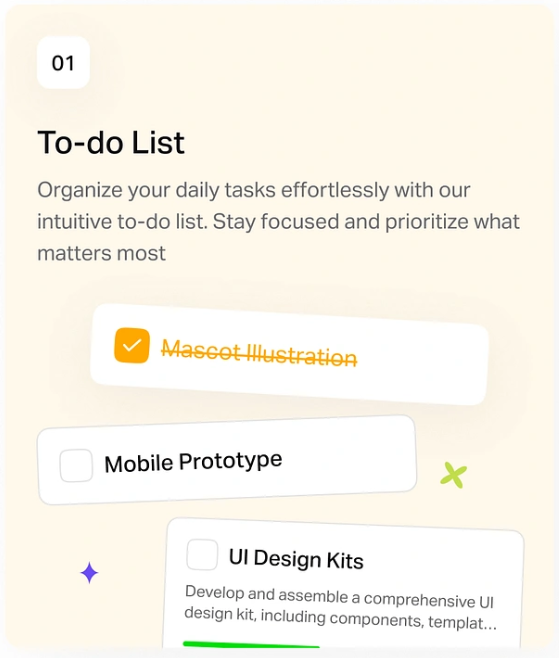 01
To-do List
Organize your daily tasks effortlessly with our
intuitive to-do list. Stay focused and prioritize what
matters most
Mascot Illustration
Mobile Prototype
UI Design Kits
Develop and assemble a comprehensive UI
design kit, including components, templat...